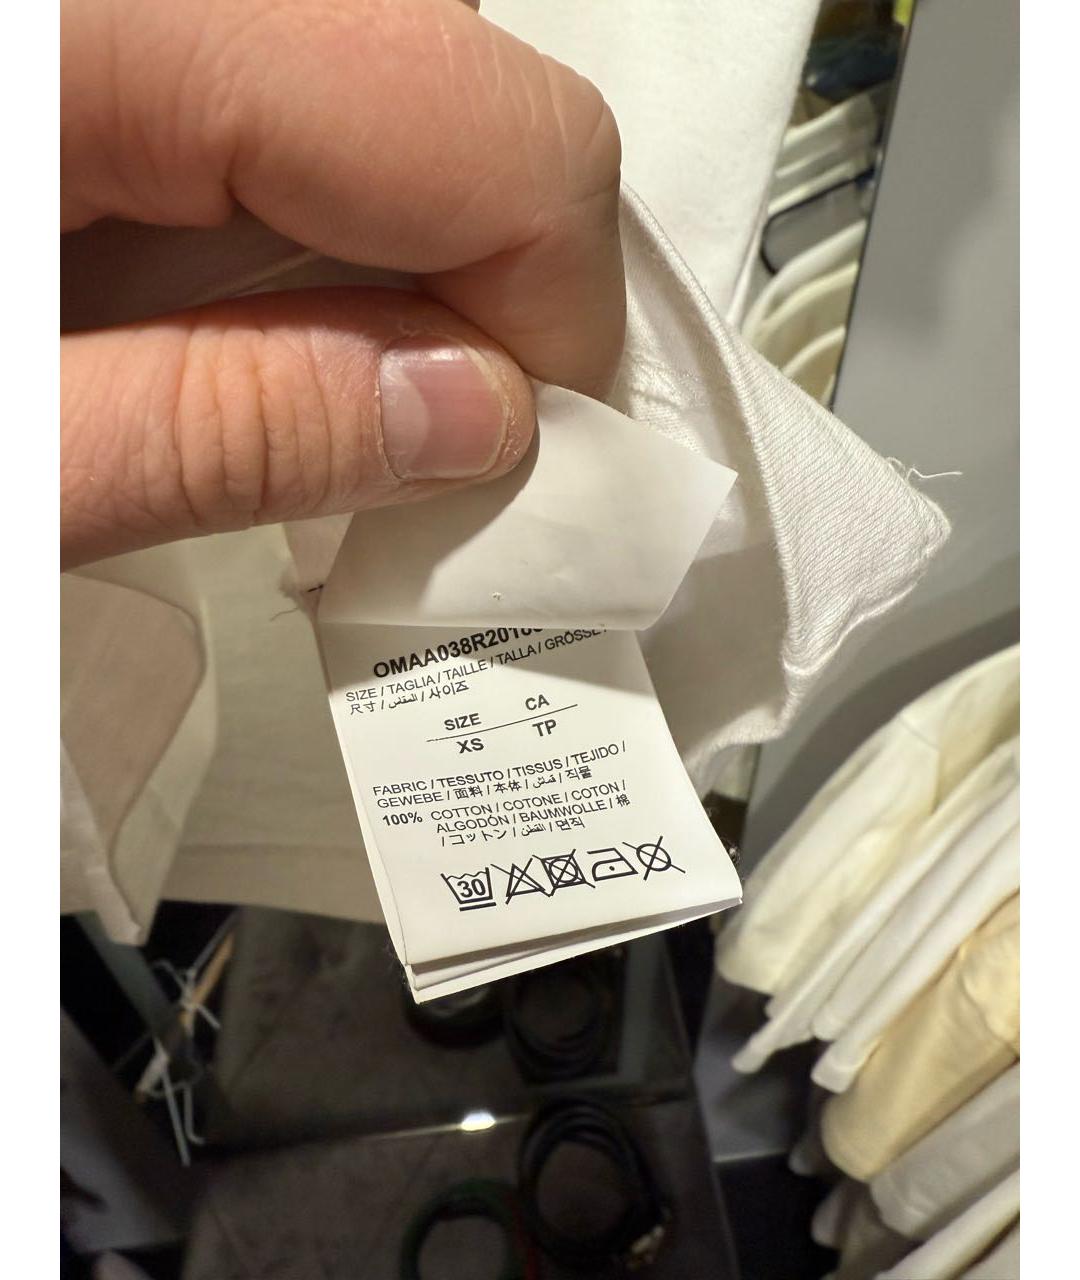 OMAA038R20
SIZE / TAGLIA / TAILLE / TALLA / GRÖSSE /
尺寸 / المقاس / 사이즈
SIZE CA
XS TP
FABRIC / TESSUTO / TISSUS / TEJIDO /
GEWEBE / 面料 / 本体 / قماش / 직물
100% COTTON / COTONE / COTON /
ALGODÓN / BAUMWOLLE / 棉
/ コットン / القطن / 면직
30